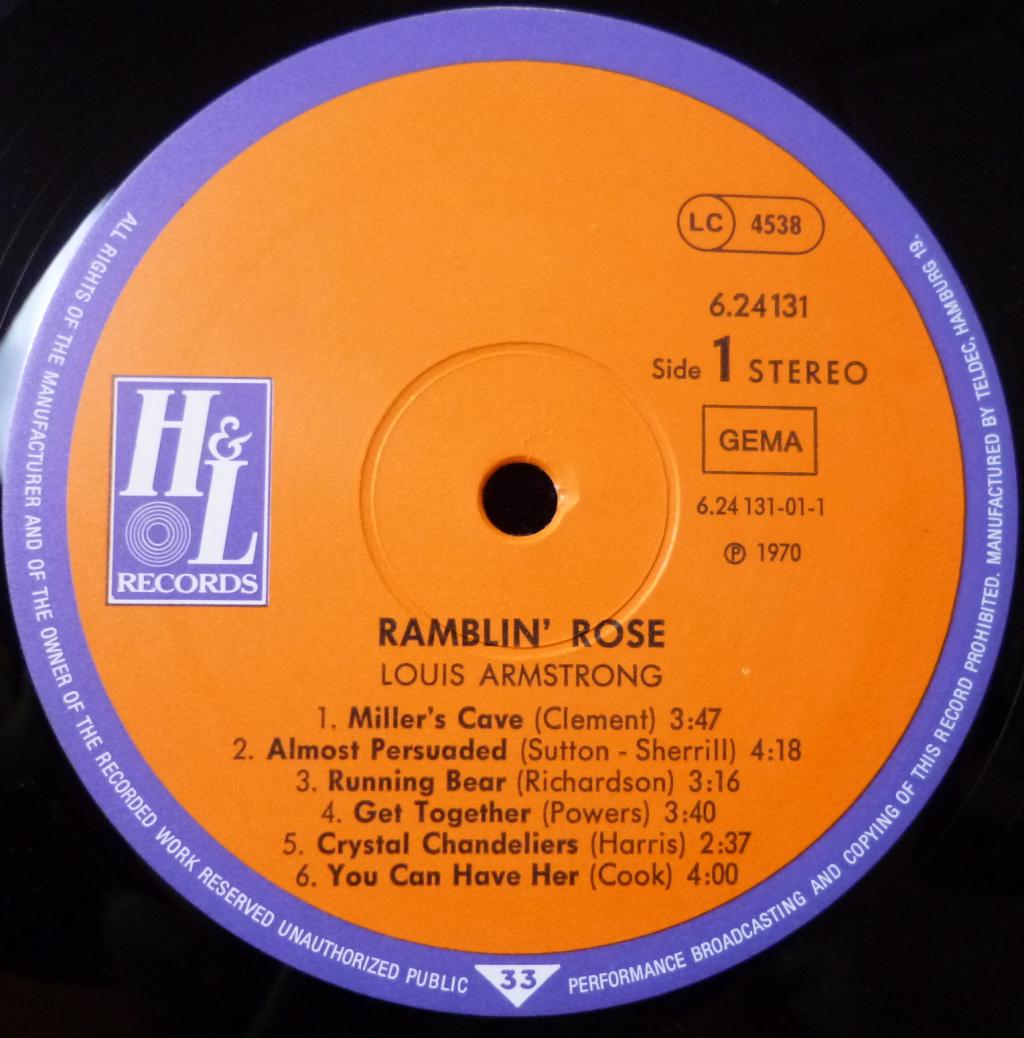 LC 4538
6.24131
Side 1 STEREO
GEMA
6.24 131-01-1
℗ 1970
H&L
RECORDS
RAMBLIN' ROSE
LOUIS ARMSTRONG
1. Miller's Cave (Clement) 3:47
2. Almost Persuaded (Sutton - Sherrill) 4:18
3. Running Bear (Richardson) 3:16
4. Get Together (Powers) 3:40
5. Crystal Chandeliers (Harris) 2:37
6. You Can Have Her (Cook) 4:00
ALL RIGHTS OF THE MANUFACTURER AND OF THE OWNER OF THE RECORDED WORK RESERVED UNAUTHORIZED PUBLIC
33
PERFORMANCE BROADCASTING AND COPYING OF THIS RECORD PROHIBITED. MANUFACTURED BY TELDEC, HAMBURG 19.